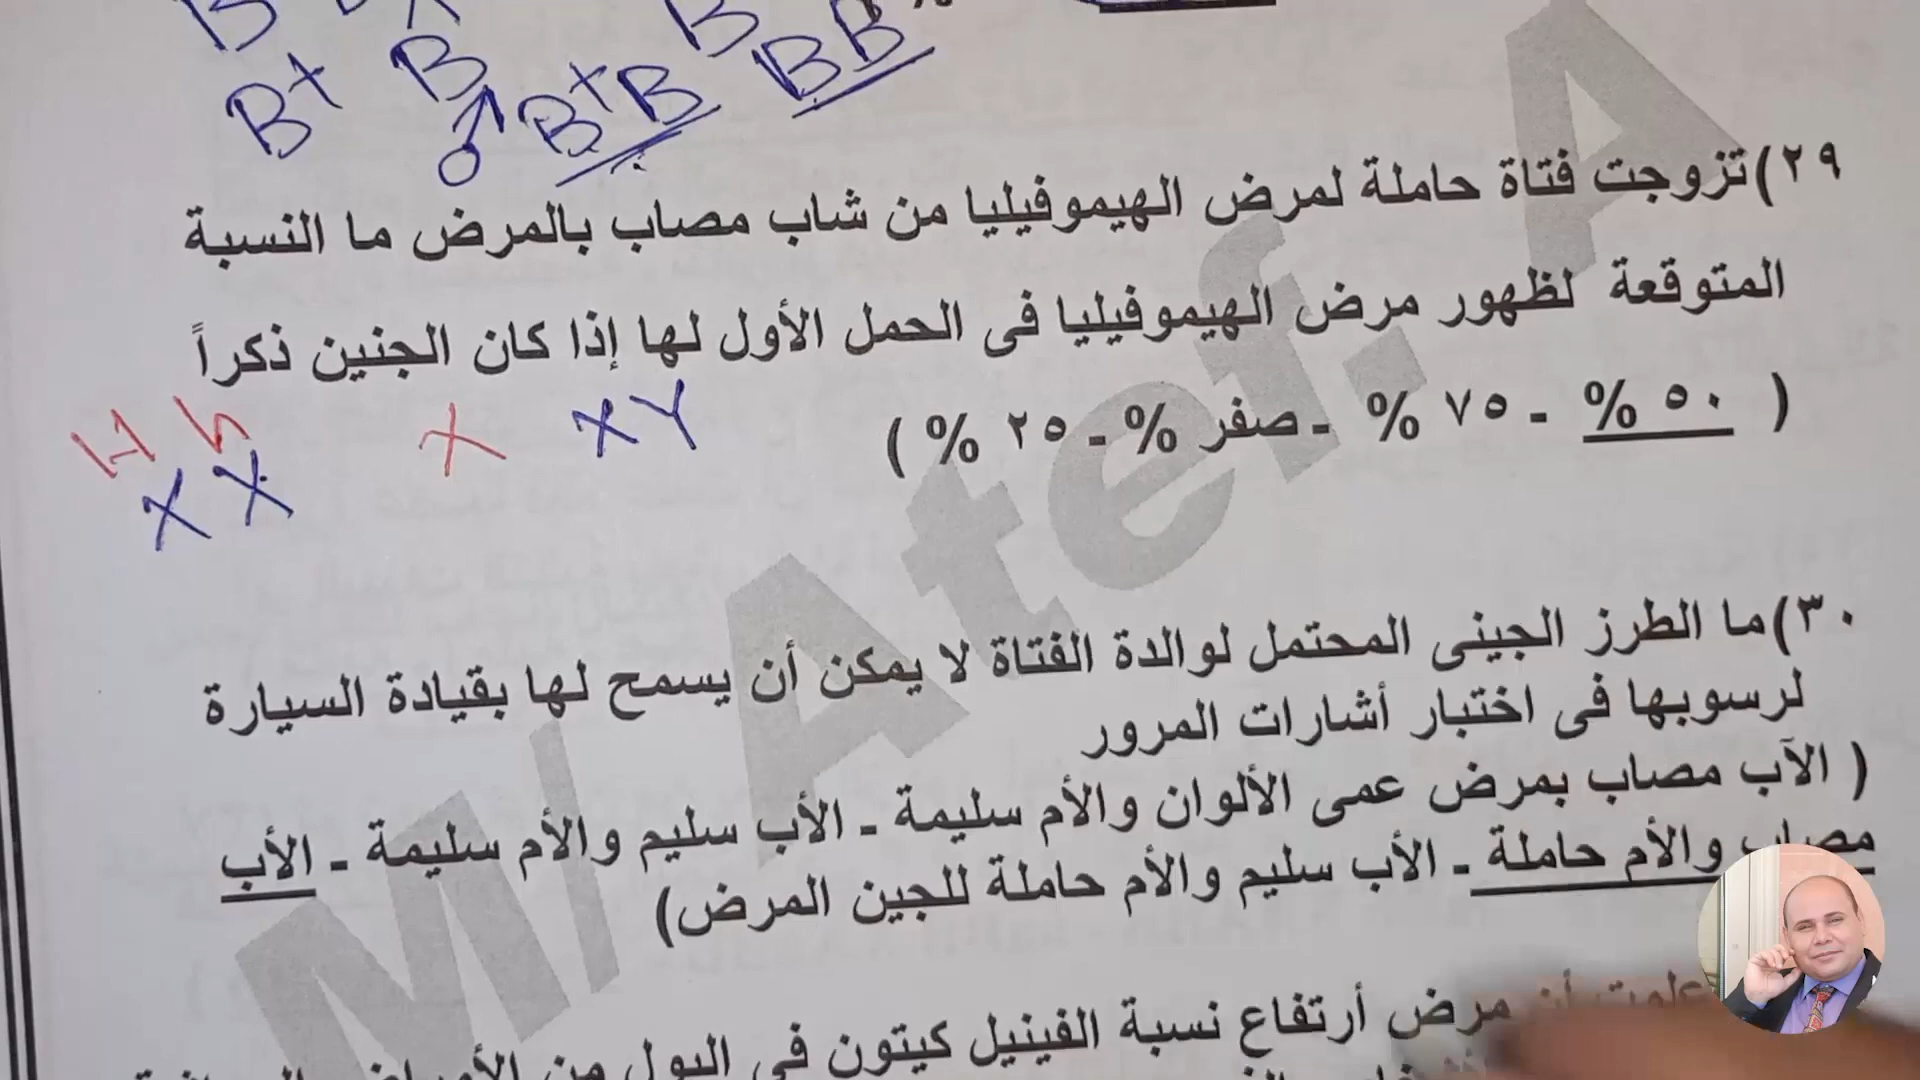 B
B
B⁺ B B⁺B BB
♂
٢٩) تزوجت فتاة حاملة لمرض الهيموفيليا من شاب مصاب بالمرض ما النسبة
المتوقعة لظهور مرض الهيموفيليا فى الحمل الأول لها إذا كان الجنين ذكراً
( ٥٠ % - ٧٥ % - صفر % - ٢٥ % )
H h
X X X XY
٣٠) ما الطرز الجينى المحتمل لوالدة الفتاة لا يمكن أن يسمح لها بقيادة السيارة
لرسوبها فى اختبار أشارات المرور
( الآب مصاب بمرض عمى الألوان والأم سليمة - الأب سليم والأم سليمة - الأب
مصاب والأم حاملة - الأب سليم والأم حاملة للجين المرض)
مرض أرتفاع نسبة الفينيل كيتون فى البول من
M/ Atef. A